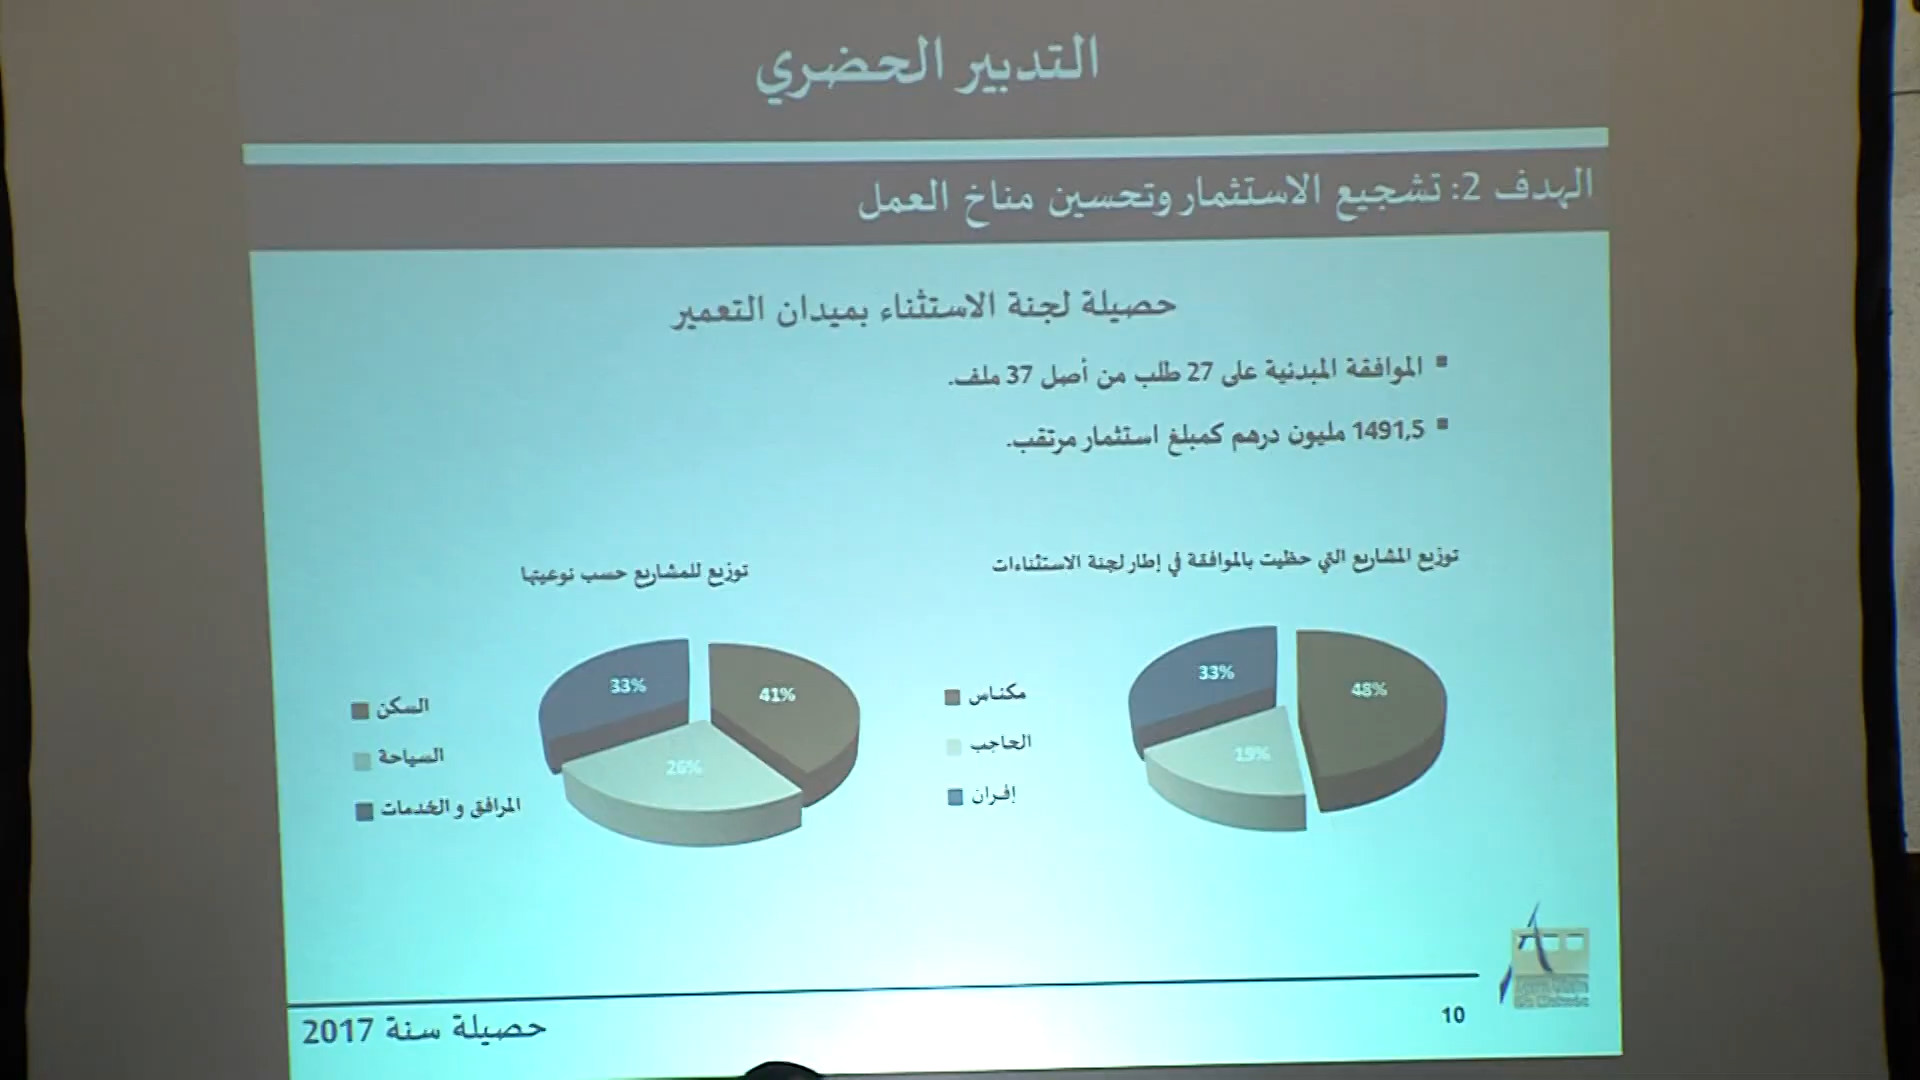 التدبير الحضري
الهدف 2: تشجيع الاستثمار وتحسين مناخ العمل
حصيلة لجنة الاستثناء بميدان التعمير
▪ الموافقة المبدئية على 27 طلب من أصل 37 ملف.
▪ 1491,5 مليون درهم كمبلغ استثمار مرتقب.
توزيع المشاريع التي حظيت بالموافقة في إطار لجنة الاستثناءات
33%
48%
19%
مكناس
الحاجب
إفران
توزيع للمشاريع حسب نوعيتها
33%
41%
26%
السكن
السياحة
المرافق و الخدمات
10
حصيلة سنة 2017